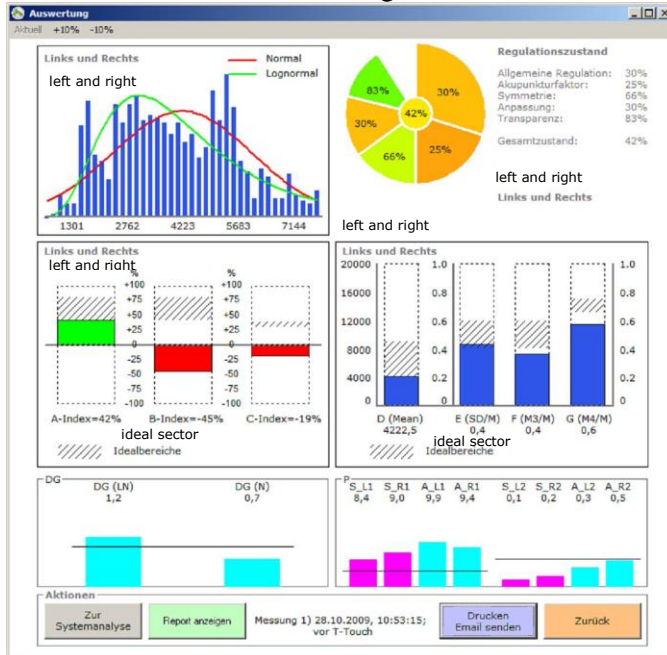 Auswertung
Aktuell +10% -10%
Links und Rechts
left and right
Normal
Lognormal
1301 2762 4223 5683 7144
83% 30% 42% 30% 66% 25%
Regulationszustand
Allgemeine Regulation: 30%
Akupunkturfaktor: 25%
Symmetrie: 66%
Anpassung: 30%
Transparenz: 83%
Gesamtzustand: 42%
left and right
Links und Rechts
left and right
Links und Rechts
left and right
% %
+100 +100
+75 +75
+50 +50
+25 +25
0 0
-25 -25
-50 -50
-75 -75
-100 -100
A-Index=42% B-Index=-45% C-Index=-19%
ideal sector
Idealbereiche
Links und Rechts
20000 1.0 1.0
16000 0.8 0.8
12000 0.6 0.6
8000 0.4 0.4
4000 0.2 0.2
0 0 0
D (Mean) E (SD/M) F (M3/M) G (M4/M)
4222,5 0,4 0,4 0,6
ideal sector
Idealbereiche
DG
DG (LN) DG (N)
1,2 0,7
P
S_L1 S_R1 A_L1 A_R1 S_L2 S_R2 A_L2 A_R2
8,4 9,0 9,9 9,4 0,1 0,2 0,3 0,5
Aktionen
Zur
Systemanalyse
Report anzeigen
Messung 1) 28.10.2009, 10:53:15;
vor T-Touch
Drucken
Email senden
Zurück